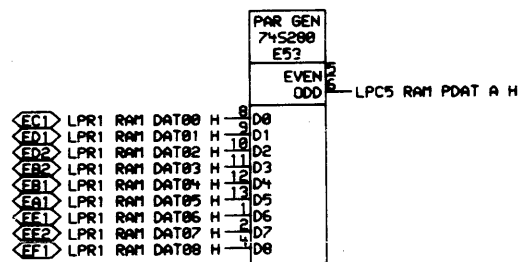 PAR GEN
74S280
E53
EVEN 5
ODD 6 LPC5 RAM PDAT A H
EC1 LPR1 RAM DAT00 H 8 D0
ED1 LPR1 RAM DAT01 H 9 D1
ED2 LPR1 RAM DAT02 H 10 D2
EB2 LPR1 RAM DAT03 H 11 D3
EB1 LPR1 RAM DAT04 H 12 D4
EA1 LPR1 RAM DAT05 H 13 D5
EE1 LPR1 RAM DAT06 H 1 D6
EE2 LPR1 RAM DAT07 H 2 D7
EF1 LPR1 RAM DAT08 H 4 D8